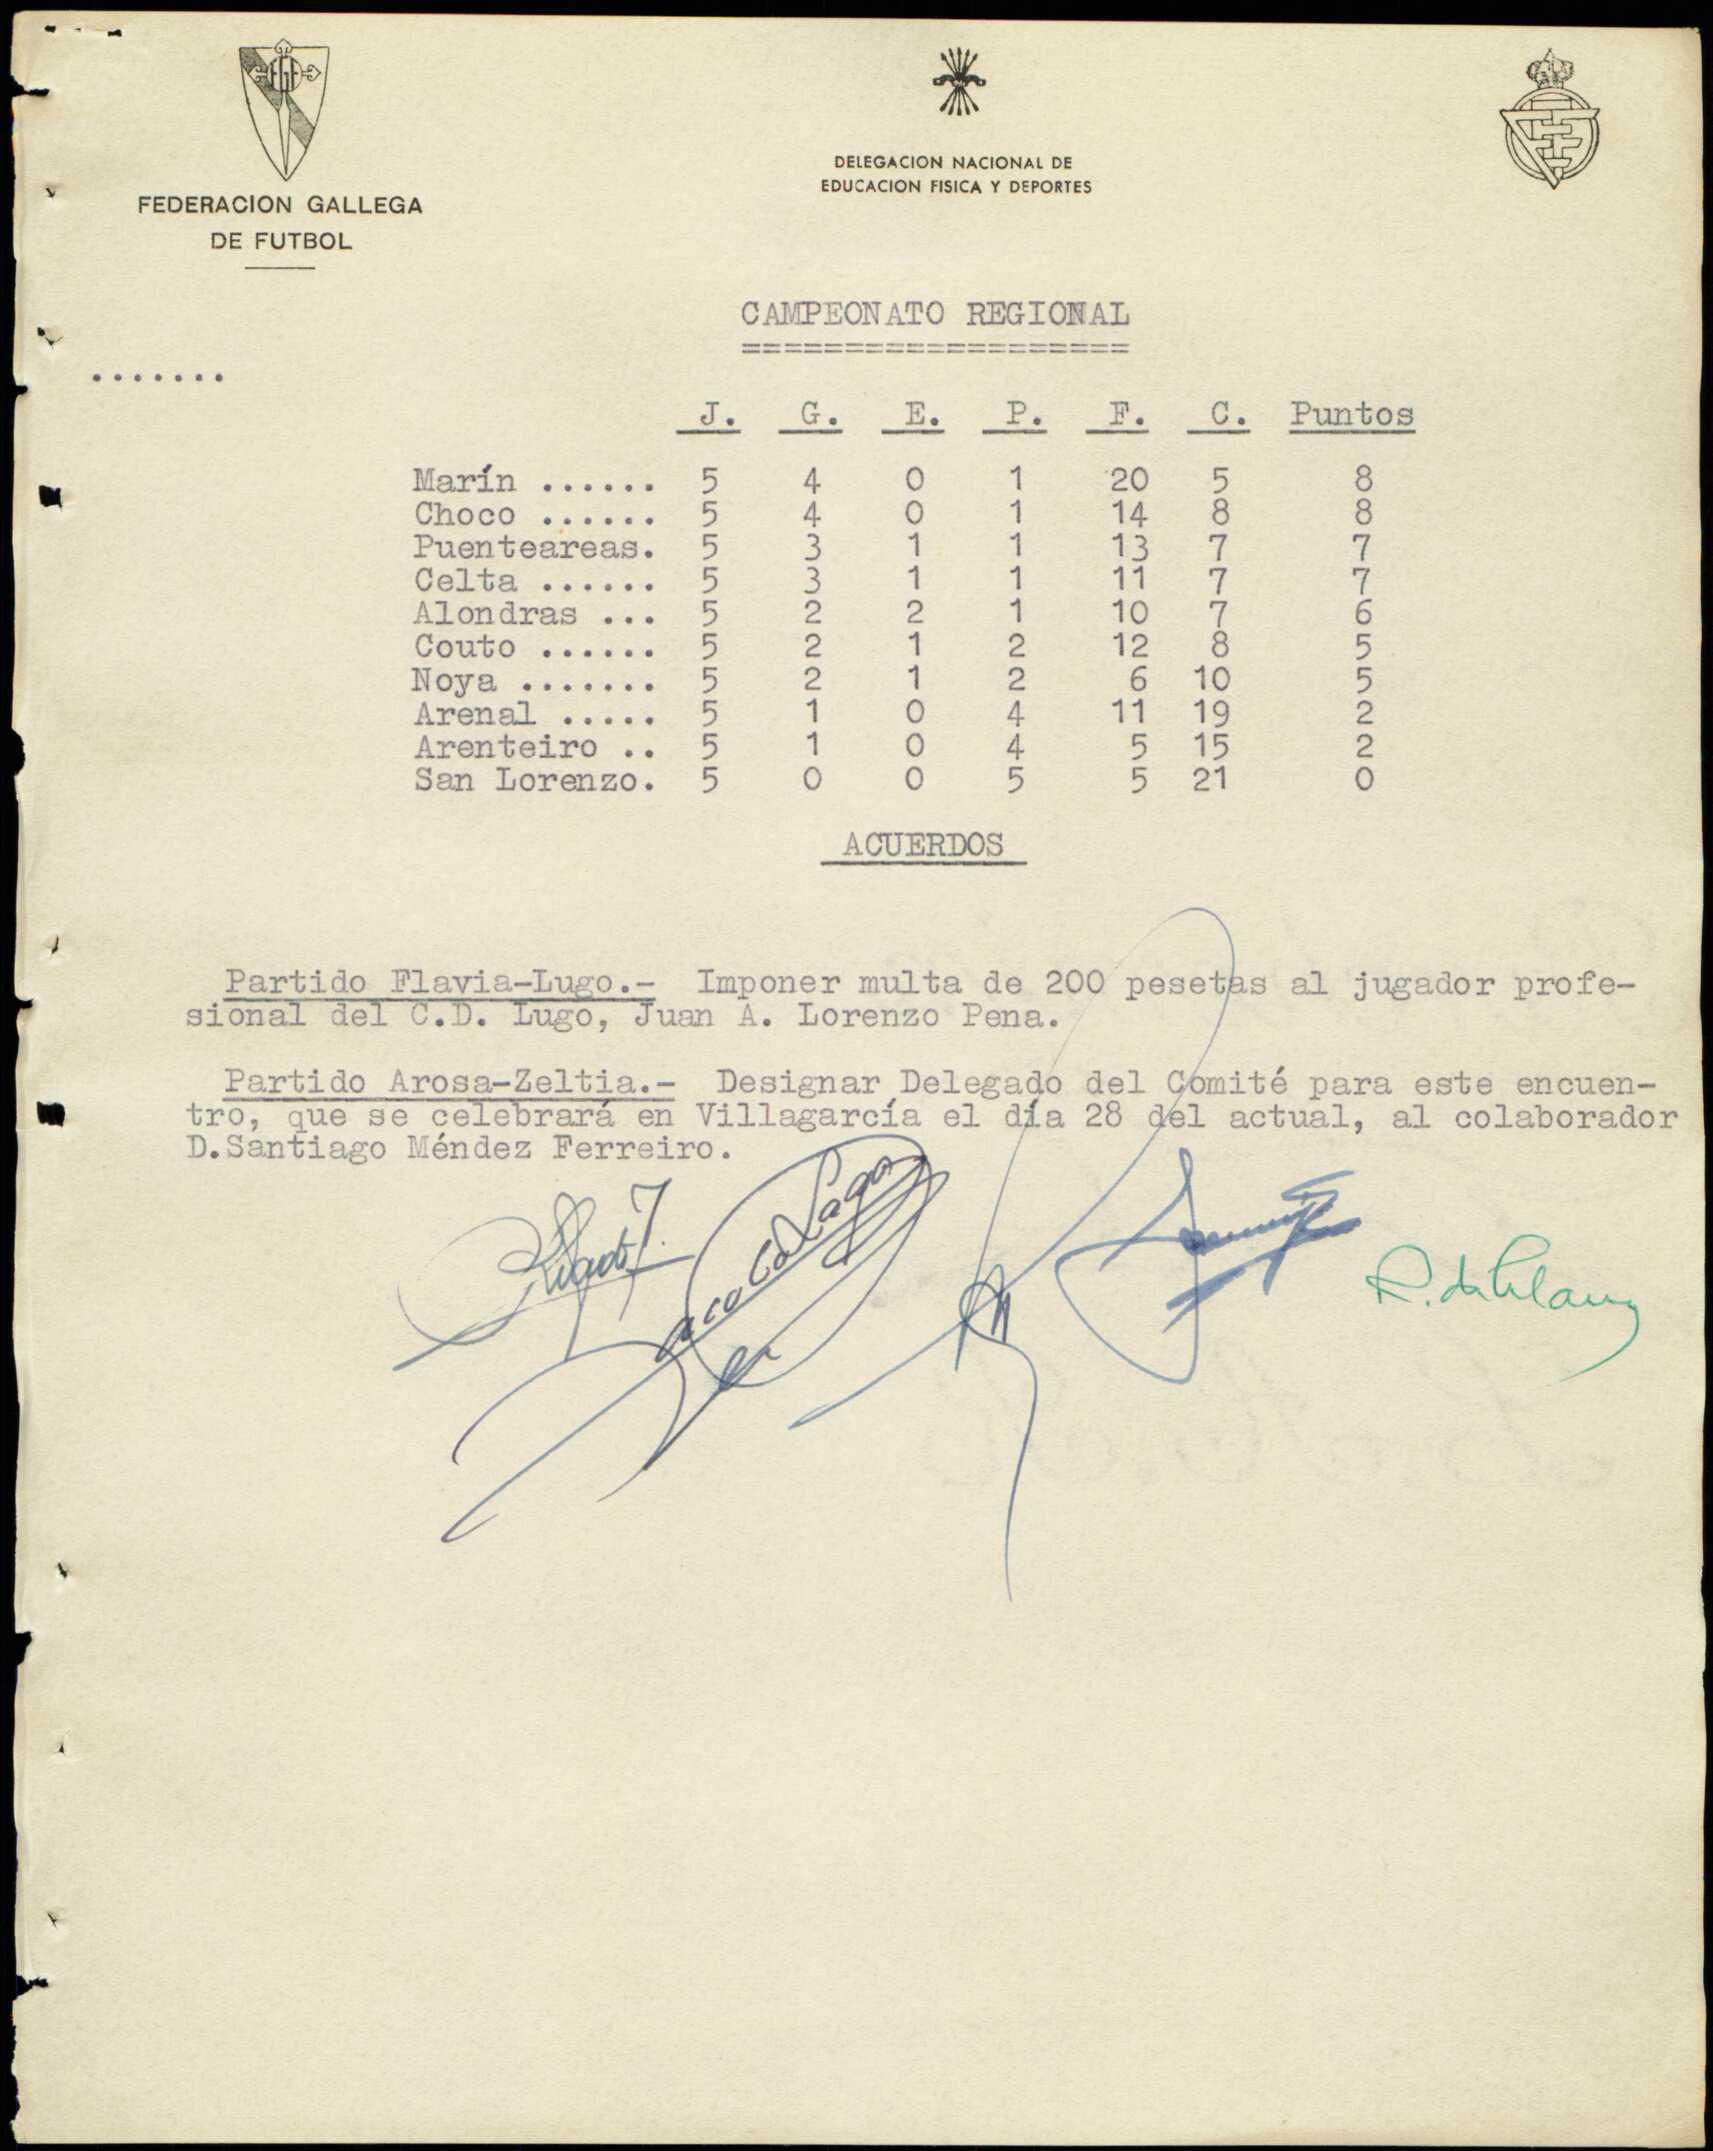 FGF
FEDERACION GALLEGA
DE FUTBOL
DELEGACION NACIONAL DE
EDUCACION FISICA Y DEPORTES
CAMPEONATO REGIONAL
===================
.......
J. G. E. P. F. C. Puntos
Marín ...... 5 4 0 1 20 5 8
Choco ...... 5 4 0 1 14 8 8
Puenteareas. 5 3 1 1 13 7 7
Celta ...... 5 3 1 1 11 7 7
Alondras ... 5 2 2 1 10 7 6
Couto ...... 5 2 1 2 12 8 5
Noya ....... 5 2 1 2 6 10 5
Arenal ..... 5 1 0 4 11 19 2
Arenteiro .. 5 1 0 4 5 15 2
San Lorenzo. 5 0 0 5 5 21 0
ACUERDOS
Partido Flavia-Lugo.- Imponer multa de 200 pesetas al jugador profe-
sional del C.D. Lugo, Juan A. Lorenzo Pena.
Partido Arosa-Zeltia.- Designar Delegado del Comité para este encuen-
tro, que se celebrará en Villagarcía el día 28 del actual, al colaborador
D.Santiago Méndez Ferreiro.